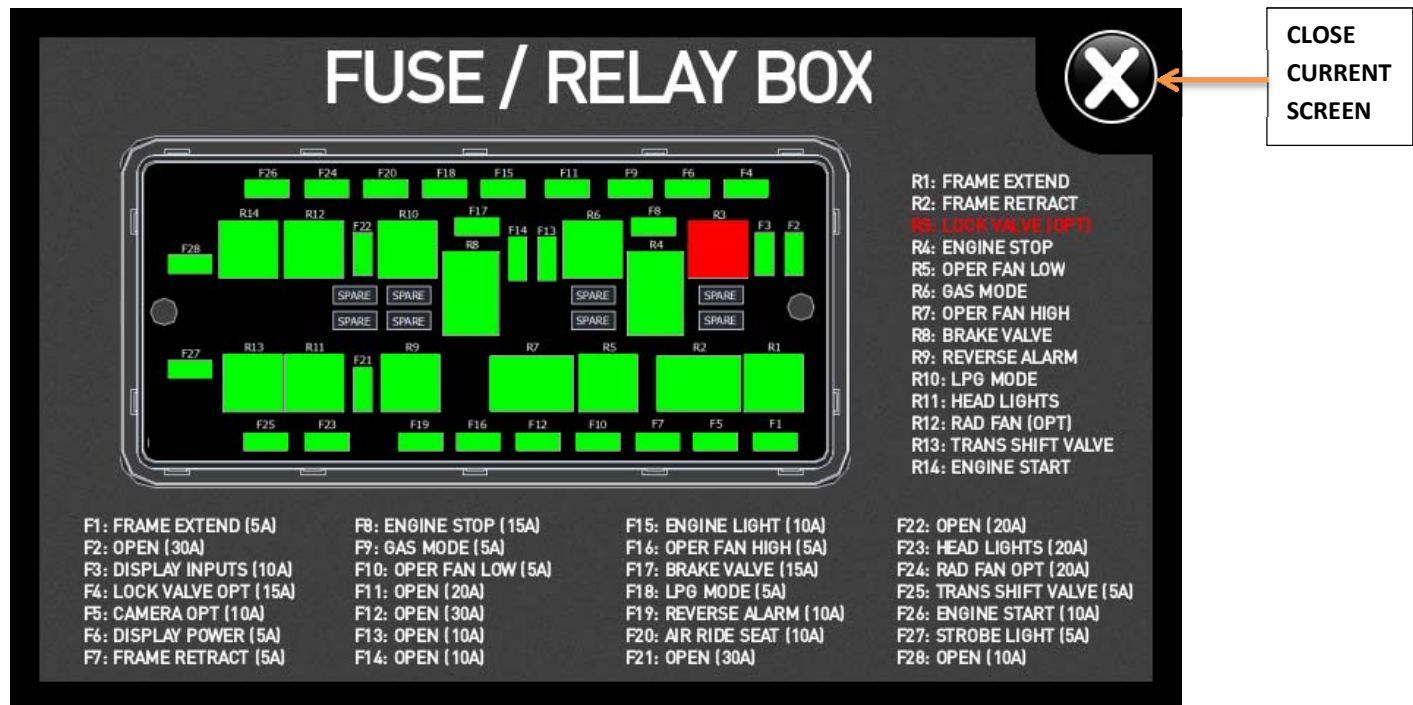 FUSE / RELAY BOX
CLOSE
CURRENT
SCREEN
F26 F24 F20 F18 F15 F11 F9 F6 F4
R14 R12 F22 R10 F17 R8 F14 F13 R6 F8 R4 R3 F3 F2
F28
SPARE SPARE SPARE SPARE
SPARE SPARE SPARE SPARE
F27 R13 R11 F21 R9 R7 R5 R2 R1
F25 F23 F19 F16 F12 F10 F7 F5 F1
R1: FRAME EXTEND
R2: FRAME RETRACT
R3: LOCK VALVE (OPT)
R4: ENGINE STOP
R5: OPER FAN LOW
R6: GAS MODE
R7: OPER FAN HIGH
R8: BRAKE VALVE
R9: REVERSE ALARM
R10: LPG MODE
R11: HEAD LIGHTS
R12: RAD FAN (OPT)
R13: TRANS SHIFT VALVE
R14: ENGINE START
F1: FRAME EXTEND (5A)
F2: OPEN (30A)
F3: DISPLAY INPUTS (10A)
F4: LOCK VALVE OPT (15A)
F5: CAMERA OPT (10A)
F6: DISPLAY POWER (5A)
F7: FRAME RETRACT (5A)
F8: ENGINE STOP (15A)
F9: GAS MODE (5A)
F10: OPER FAN LOW (5A)
F11: OPEN (20A)
F12: OPEN (30A)
F13: OPEN (10A)
F14: OPEN (10A)
F15: ENGINE LIGHT (10A)
F16: OPER FAN HIGH (5A)
F17: BRAKE VALVE (15A)
F18: LPG MODE (5A)
F19: REVERSE ALARM (10A)
F20: AIR RIDE SEAT (10A)
F21: OPEN (30A)
F22: OPEN (20A)
F23: HEAD LIGHTS (20A)
F24: RAD FAN OPT (20A)
F25: TRANS SHIFT VALVE (5A)
F26: ENGINE START (10A)
F27: STROBE LIGHT (5A)
F28: OPEN (10A)